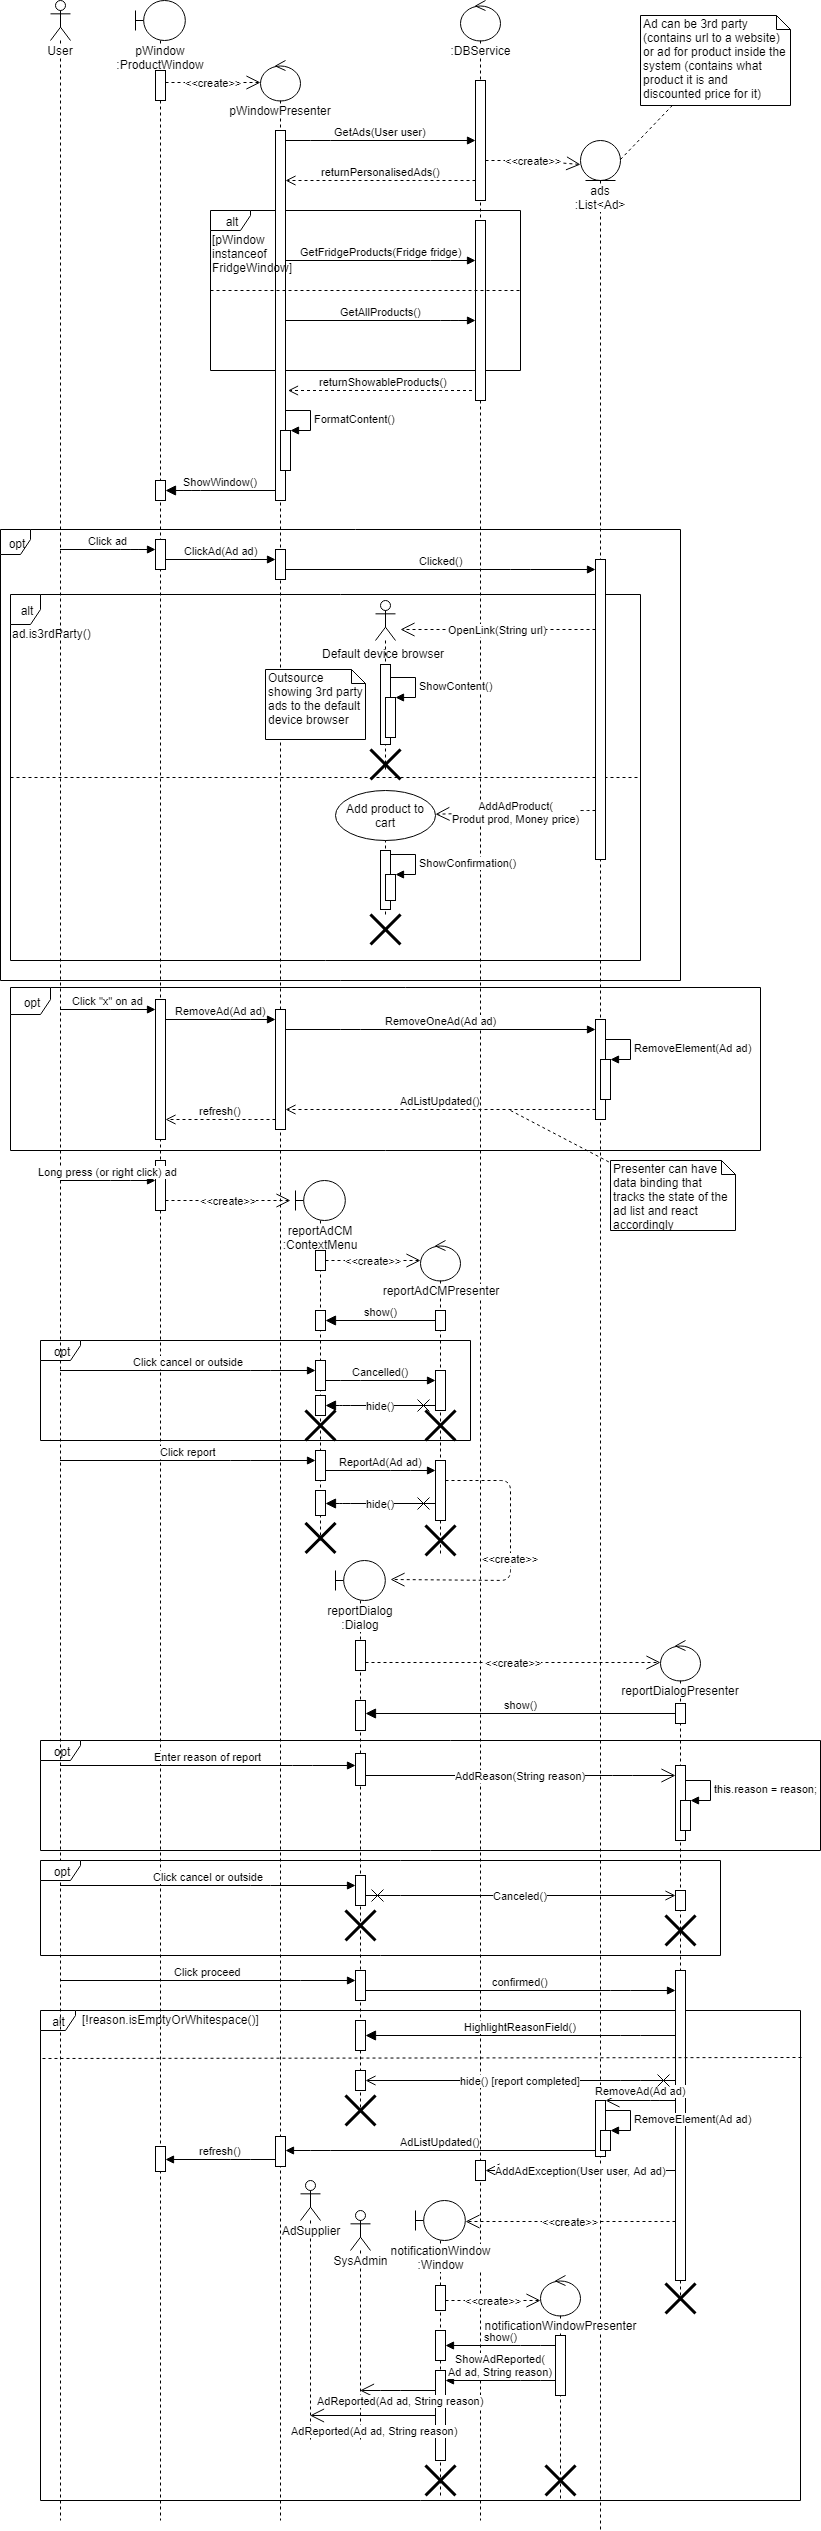 User
pWindow
:ProductWindow
:DBService
Ad can be 3rd party
(contains url to a website)
or ad for product inside the
system (contains what
product it is and
discounted price for it)
<<create>>
pWindowPresenter
GetAds(User user)
<<create>>
returnPersonalisedAds()
ads
:List<Ad>
alt
[pWindow
instanceof
FridgeWindow]
GetFridgeProducts(Fridge fridge)
GetAllProducts()
returnShowableProducts()
FormatContent()
ShowWindow()
opt
Click ad
ClickAd(Ad ad)
Clicked()
alt
ad.is3rdParty()
OpenLink(String url)
Default device browser
Outsource
showing 3rd party
ads to the default
device browser
ShowContent()
Add product to
cart
AddAdProduct(
Produt prod, Money price)
ShowConfirmation()
opt
Click "x" on ad
RemoveAd(Ad ad)
RemoveOneAd(Ad ad)
RemoveElement(Ad ad)
AdListUpdated()
refresh()
Presenter can have
data binding that
tracks the state of the
ad list and react
accordingly
Long press (or right click) ad
<<create>>
reportAdCM
:ContextMenu
<<create>>
reportAdCMPresenter
show()
opt
Click cancel or outside
Cancelled()
hide()
Click report
ReportAd(Ad ad)
hide()
<<create>>
reportDialog
:Dialog
<<create>>
reportDialogPresenter
show()
opt
Enter reason of report
AddReason(String reason)
this.reason = reason;
opt
Click cancel or outside
Canceled()
Click proceed
confirmed()
alt
[!reason.isEmptyOrWhitespace()]
HighlightReasonField()
hide() [report completed]
RemoveAd(Ad ad)
RemoveElement(Ad ad)
AdListUpdated()
refresh()
AddAdException(User user, Ad ad)
AdSupplier
SysAdmin
notificationWindow
:Window
<<create>>
<<create>>
notificationWindowPresenter
show()
ShowAdReported(
Ad ad, String reason)
AdReported(Ad ad, String reason)
AdReported(Ad ad, String reason)